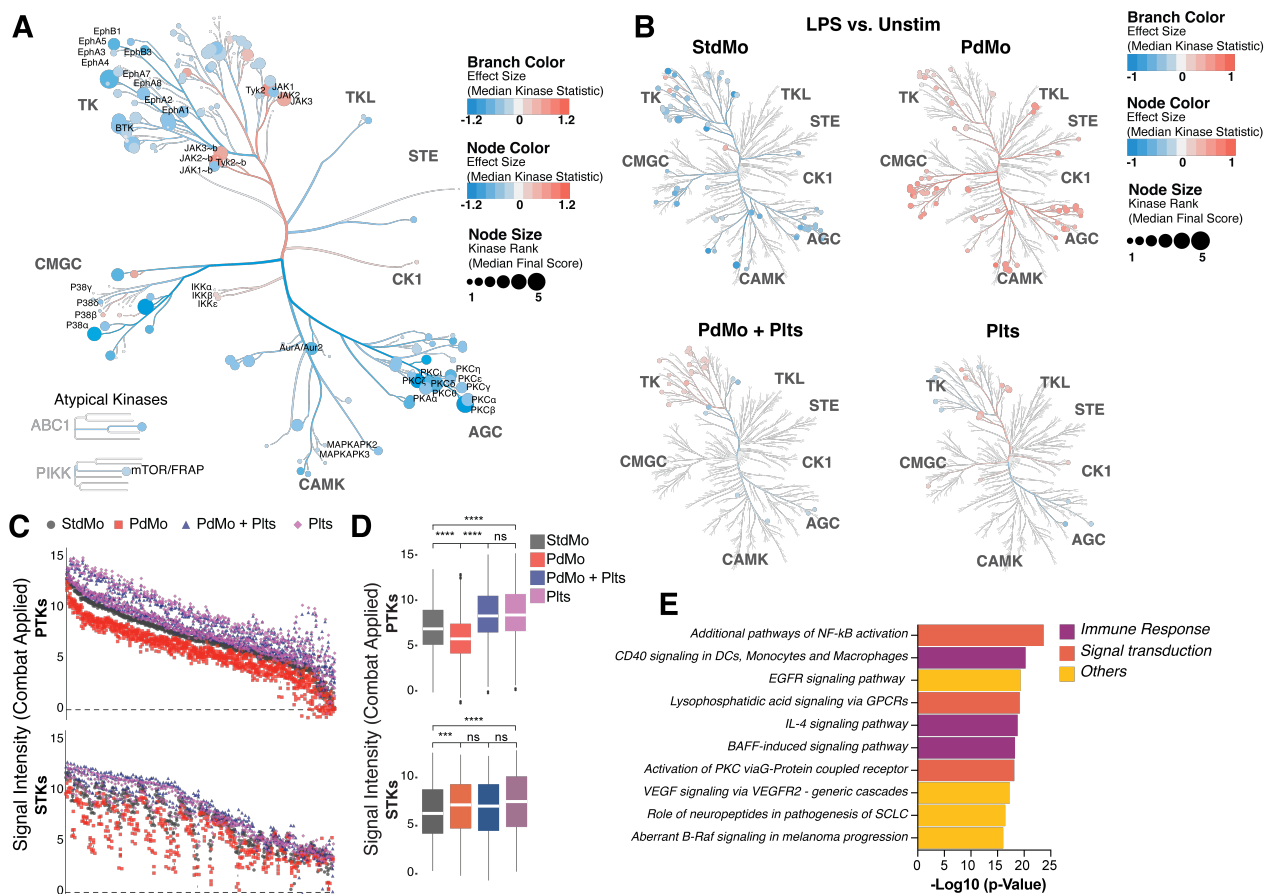 A
EphB1
EphA5
EphA3
EphB3
EphA4
EphA7
EphA8
EphA2
EphA1
TK
BTK
Tyk2
JAK1
JAK2
JAK3
JAK3~b
JAK2~b
Tyk2~b
JAK1~b
TKL
STE
CK1
CMGC
P38γ
P38δ
P38β
P38α
IKKα
IKKβ
IKKε
AurA/Aur2
PKCι
PKCη
PKCζ
PKCδ
PKCε
PKCθ
PKCγ
PKAα
PKCα
PKCβ
AGC
MAPKAPK2
MAPKAPK3
CAMK
Atypical Kinases
ABC1
PIKK
mTOR/FRAP
Branch Color
Effect Size
(Median Kinase Statistic)
-1.2 0 1.2
Node Color
Effect Size
(Median Kinase Statistic)
-1.2 0 1.2
Node Size
Kinase Rank
(Median Final Score)
1 5
B
LPS vs. Unstim
StdMo
TK
TKL
STE
CMGC
CK1
AGC
CAMK
PdMo
TK
TKL
STE
CMGC
CK1
AGC
CAMK
PdMo + Plts
TK
TKL
STE
CMGC
CK1
AGC
CAMK
Plts
TK
TKL
STE
CMGC
CK1
AGC
CAMK
Branch Color
Effect Size
(Median Kinase Statistic)
-1 0 1
Node Color
Effect Size
(Median Kinase Statistic)
-1 0 1
Node Size
Kinase Rank
(Median Final Score)
1 5
C
StdMo PdMo PdMo + Plts Plts
Signal Intensity (Combat Applied)
PTKs
15
10
5
0
STKs
15
10
5
0
D
Signal Intensity (Combat Applied)
PTKs
****
**** **** ns
15
10
5
0
StdMo
PdMo
PdMo + Plts
Plts
STKs
****
*** ns ns
10
5
0
E
Additional pathways of NF-kB activation
CD40 signaling in DCs, Monocytes and Macrophages
EGFR signaling pathway
Lysophosphatidic acid signaling via GPCRs
IL-4 signaling pathway
BAFF-induced signaling pathway
Activation of PKC viaG-Protein coupled receptor
VEGF signaling via VEGFR2 - generic cascades
Role of neuropeptides in pathogenesis of SCLC
Aberrant B-Raf signaling in melanoma progression
0 5 10 15 20 25
-Log10 (p-Value)
Immune Response
Signal transduction
Others